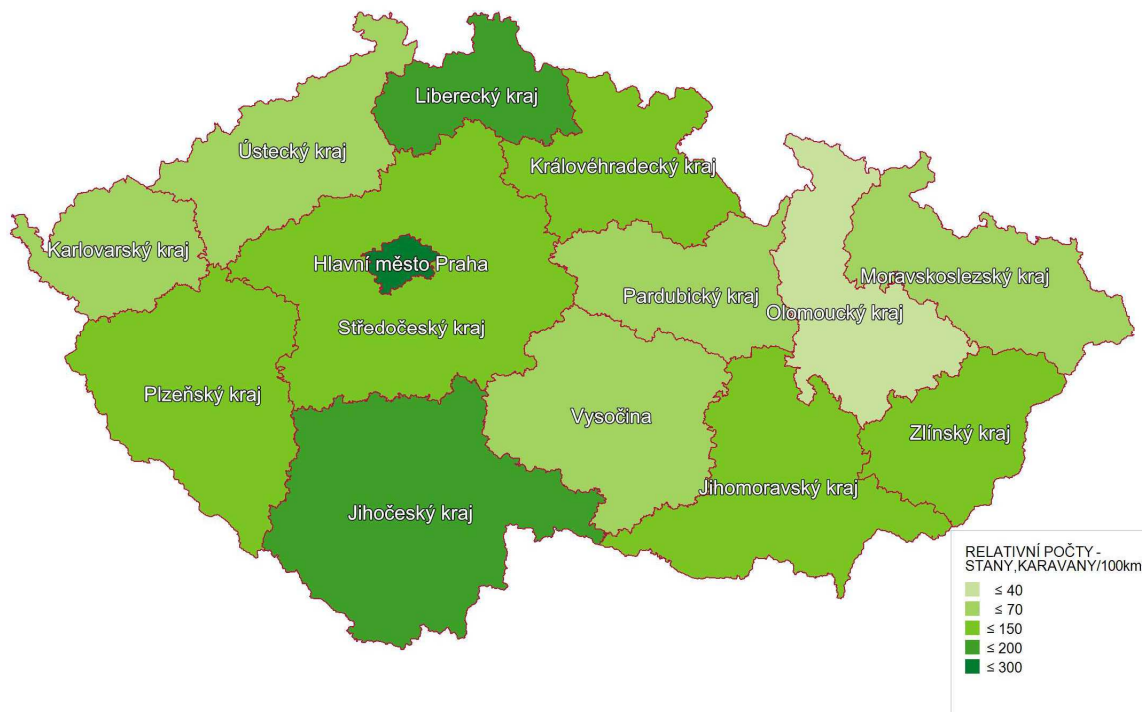 Liberecký kraj
Ústecký kraj
Královéhradecký kraj
Karlovarský kraj
Hlavní město Praha
Moravskoslezský kraj
Pardubický kraj
Olomoucký kraj
Středočeský kraj
Plzeňský kraj
Vysočina
Zlínský kraj
Jihomoravský kraj
Jihočeský kraj
RELATIVNÍ POČTY -
STANY,KARAVANY/100km
≤ 40
≤ 70
≤ 150
≤ 200
≤ 300